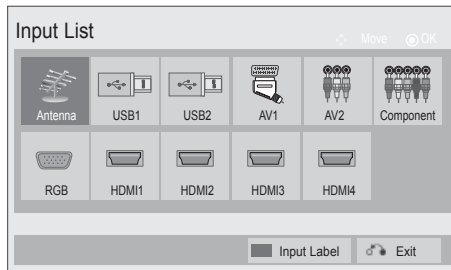 Input List
Move OK
Antenna USB1 USB2 AV1 AV2 Component
RGB HDMI1 HDMI2 HDMI3 HDMI4
Input Label Exit